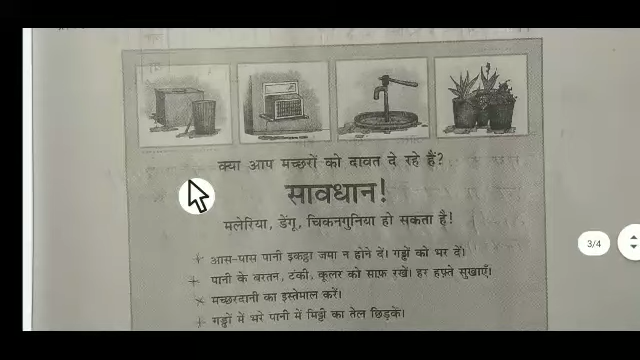 क्या आप मच्छरों को दावत दे रहे हैं?
सावधान!
मलेरिया, डेंगू, चिकनगुनिया हो सकता है!
आस-पास पानी इकट्ठा जमा न होने दें। गड्ढों को भर दें।
पानी के बरतन, टंकी, कूलर को साफ़ रखें। हर हफ़्ते सुखाएँ।
मच्छरदानी का इस्तेमाल करें।
गड्ढों में भरे पानी में मिट्टी का तेल छिड़कें।
3/4